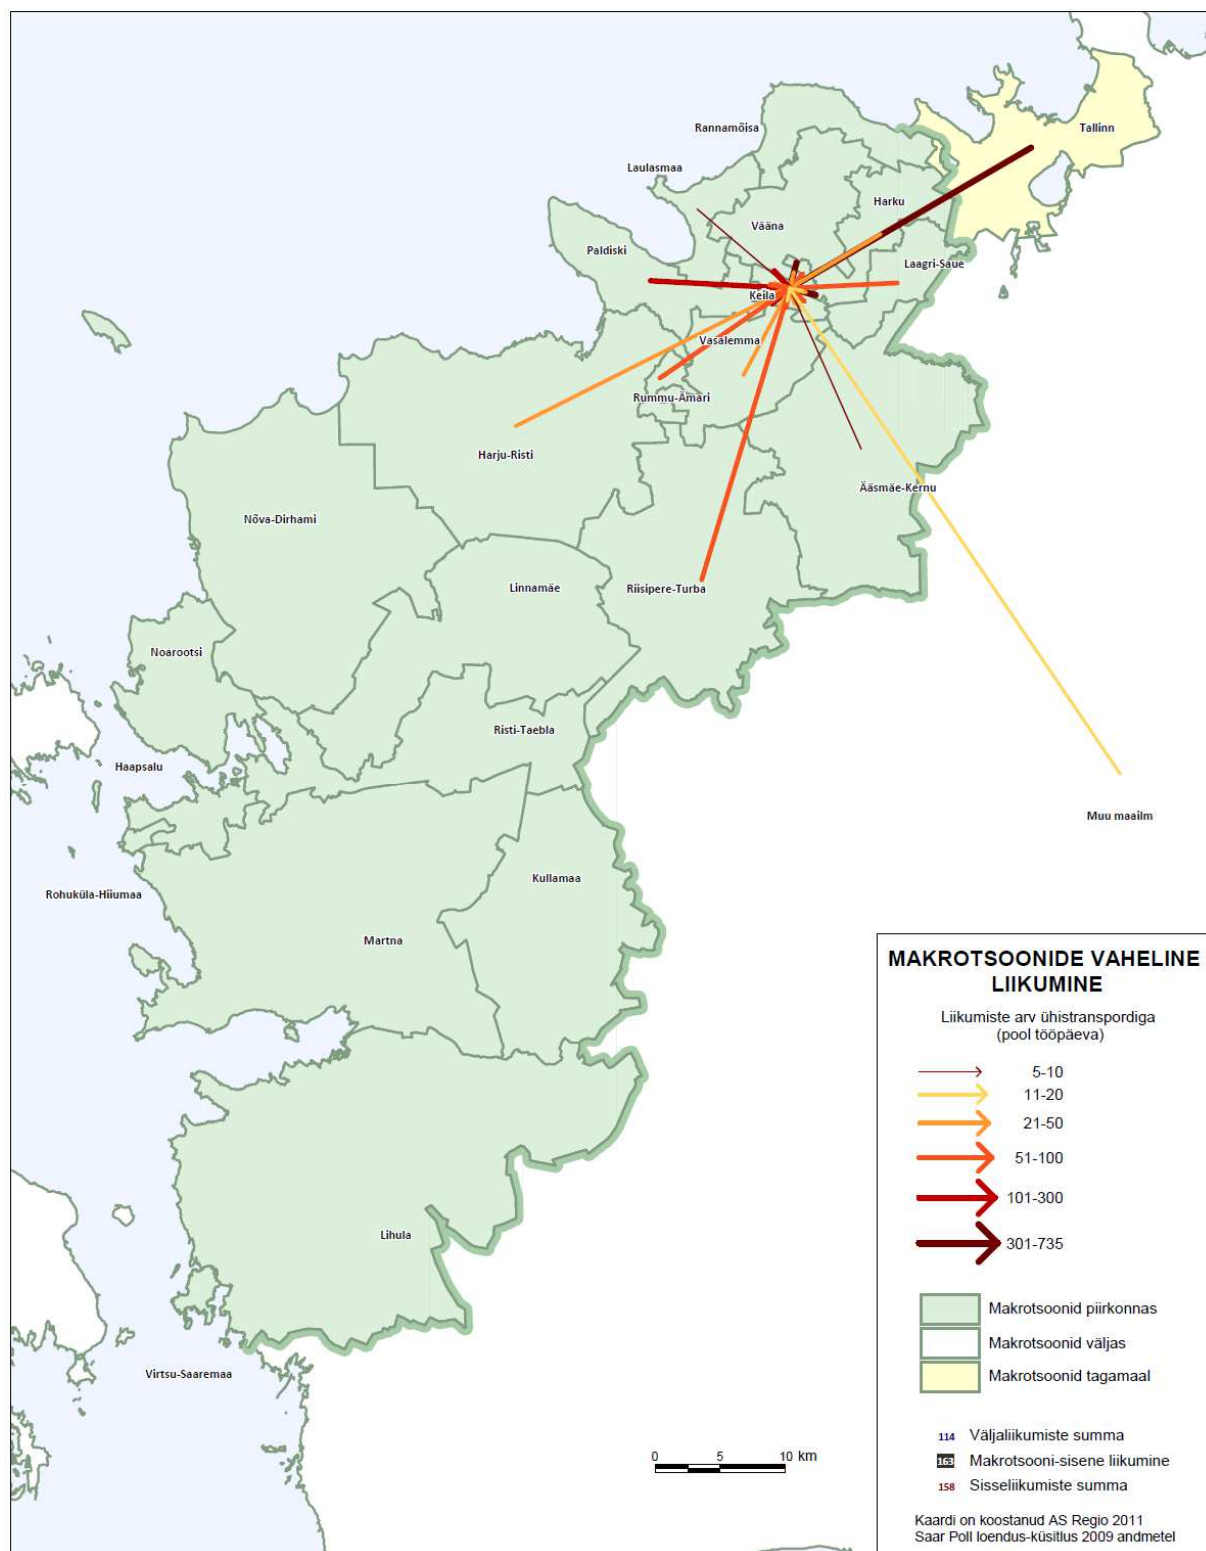 Tallinn
Rannamõisa
Laulasmaa
Harku
Vääna
Paldiski
Laagri-Saue
Keila
Vasalemma
Rummu-Ämari
Harju-Risti
Ääsmäe-Kernu
Nõva-Dirhami
Linnamäe
Riisipere-Turba
Noarootsi
Risti-Taebla
Haapsalu
Muu maailm
Kullamaa
Rohuküla-Hiiumaa
Martna
Lihula
Virtsu-Saaremaa
0 5 10 km
MAKROTSOONIDE VAHELINE
LIIKUMINE
Liikumiste arv ühistranspordiga
(pool tööpäeva)
5-10
11-20
21-50
51-100
101-300
301-735
Makrotsoonid piirkonnas
Makrotsoonid väljas
Makrotsoonid tagamaal
114 Väljaliikumiste summa
163 Makrotsooni-sisene liikumine
158 Sisseliikumiste summa
Kaardi on koostanud AS Regio 2011
Saar Poll loendus-küsitlus 2009 andmetel